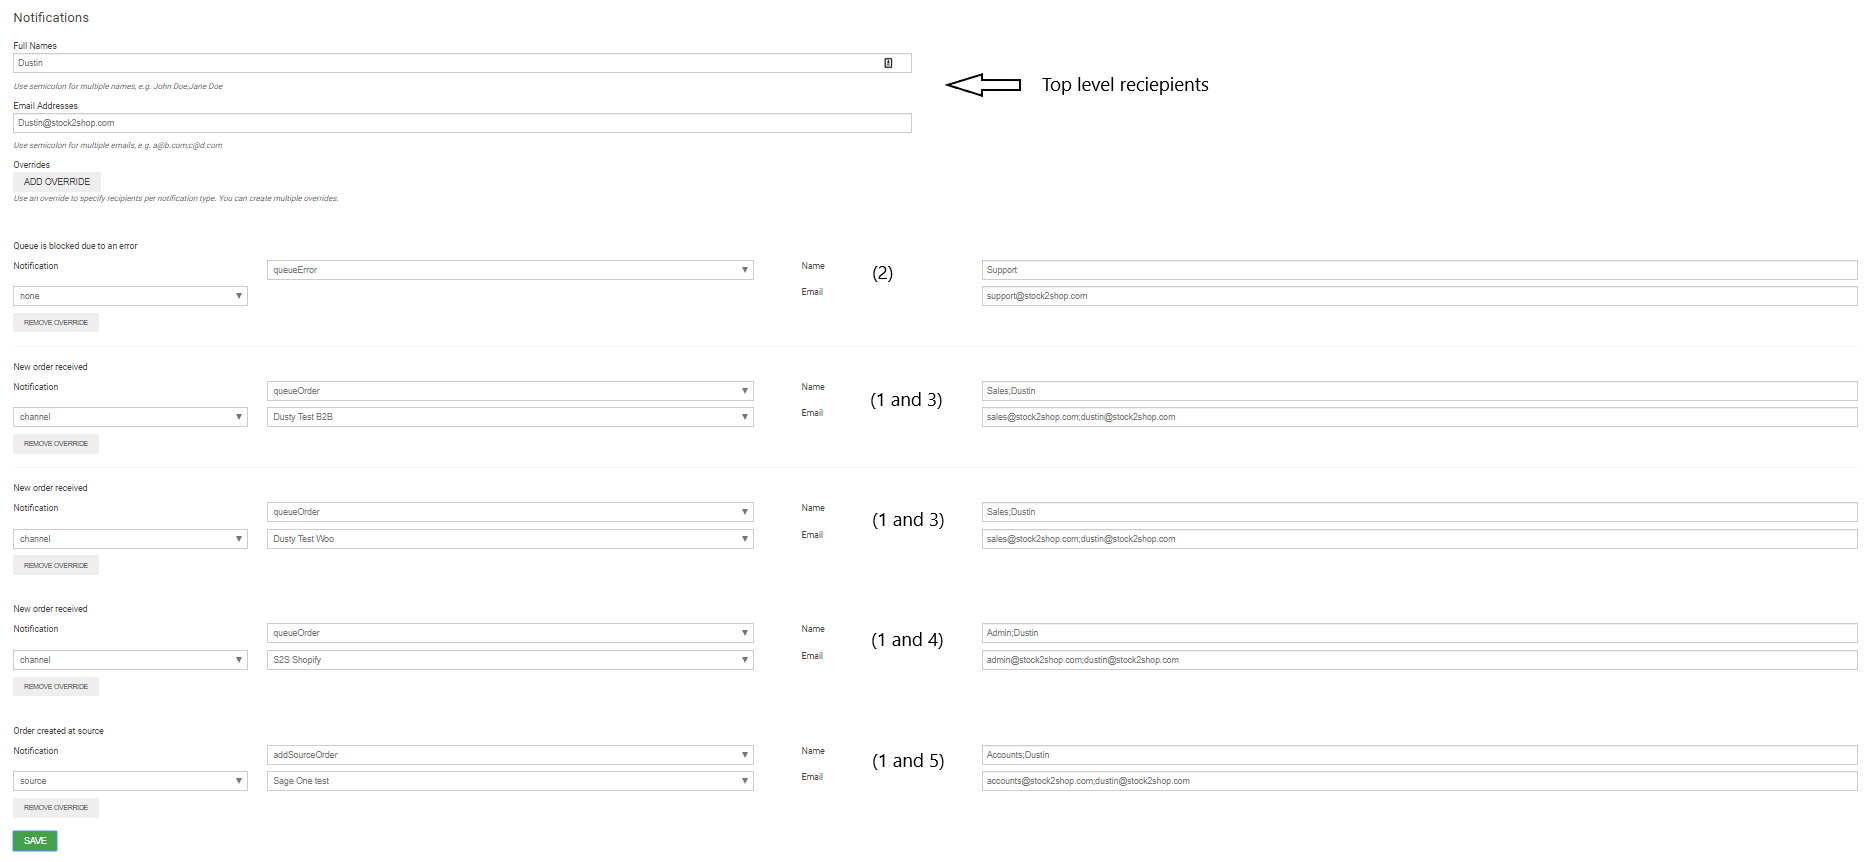 Notifications
Full Names
Dustin
Use semicolon for multiple names, e.g. John Doe;Jane Doe
Top level reciepients
Email Addresses
Dustin@stock2shop.com
Use semicolon for multiple emails, e.g. a@b.com;c@d.com
Overrides
ADD OVERRIDE
Use an override to specify recipients per notification type. You can create multiple overrides.
Queue is blocked due to an error
Notification queueError Name (2) Support
none Email support@stock2shop.com
REMOVE OVERRIDE
New order received
Notification queueOrder Name (1 and 3) Sales;Dustin
channel Dusty Test B2B Email sales@stock2shop.com;dustin@stock2shop.com
REMOVE OVERRIDE
New order received
Notification queueOrder Name (1 and 3) Sales;Dustin
channel Dusty Test Woo Email sales@stock2shop.com;dustin@stock2shop.com
REMOVE OVERRIDE
New order received
Notification queueOrder Name (1 and 4) Admin;Dustin
channel S2S Shopify Email admin@stock2shop.com;dustin@stock2shop.com
REMOVE OVERRIDE
Order created at source
Notification addSourceOrder Name (1 and 5) Accounts;Dustin
source Sage One test Email accounts@stock2shop.com;dustin@stock2shop.com
REMOVE OVERRIDE
SAVE